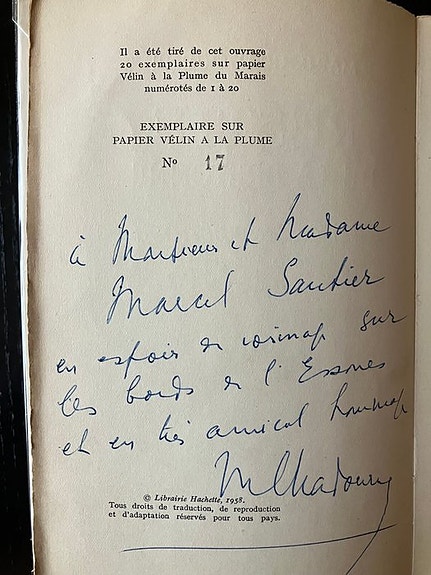 Il a été tiré de cet ouvrage
20 exemplaires sur papier
Vélin à la Plume du Marais
numérotés de 1 à 20
EXEMPLAIRE SUR
PAPIER VÉLIN A LA PLUME
No 17
à Monsieur et Madame
Marcel Sautier
en espoir de voisinage sur
les bords de l'Essonnes
et en très amical hommage
© Librairie Hachette, 1958.
Tous droits de traduction, de reproduction
et d'adaptation réservés pour tous pays.